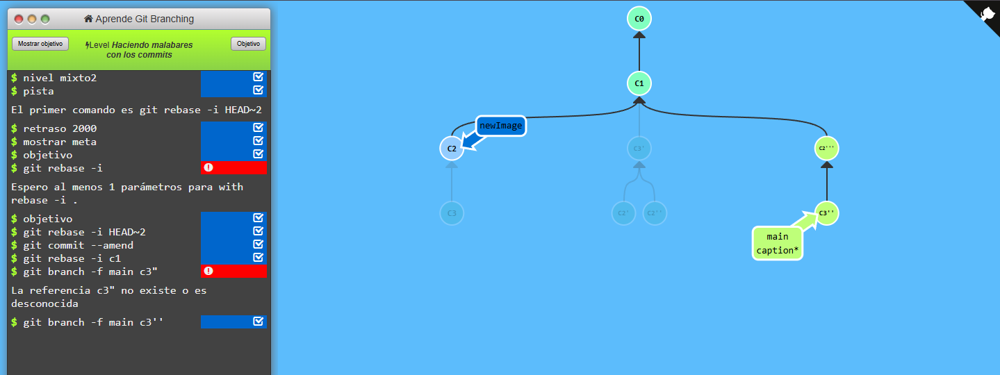 Aprende Git Branching
Mostrar objetivo
Level Haciendo malabares
con los commits
Objetivo
$ nivel mixto2
$ pista
El primer comando es git rebase -i HEAD~2
$ retraso 2000
$ mostrar meta
$ objetivo
$ git rebase -i
Espero al menos 1 parámetros para with
rebase -i .
$ objetivo
$ git rebase -i HEAD~2
$ git commit --amend
$ git rebase -i c1
$ git branch -f main c3"
La referencia c3" no existe o es
desconocida
$ git branch -f main c3''
C0
C1
newImage
C2
C3'
C2'''
C3
C2'
C2''
C3''
main
caption*